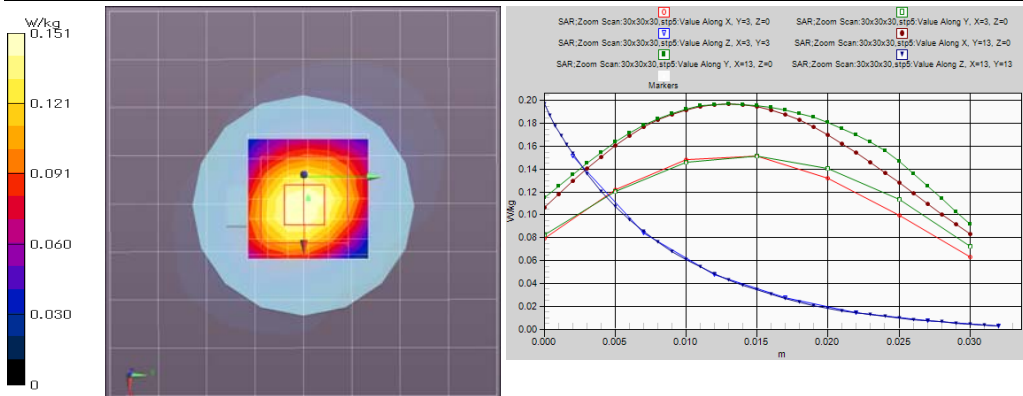 W/kg
0.151
0.121
0.091
0.060
0.030
0
SAR;Zoom Scan:30x30x30,stp5:Value Along X, Y=3, Z=0
SAR;Zoom Scan:30x30x30,stp5:Value Along Y, X=3, Z=0
SAR;Zoom Scan:30x30x30,stp5:Value Along Z, X=3, Y=3
SAR;Zoom Scan:30x30x30,stp5:Value Along X, Y=13, Z=0
SAR;Zoom Scan:30x30x30,stp5:Value Along Y, X=13, Z=0
SAR;Zoom Scan:30x30x30,stp5:Value Along Z, X=13, Y=13
Markers
W/kg
0.20
0.18
0.16
0.14
0.12
0.10
0.08
0.06
0.04
0.02
0.00
0.000 0.005 0.010 0.015 0.020 0.025 0.030
m